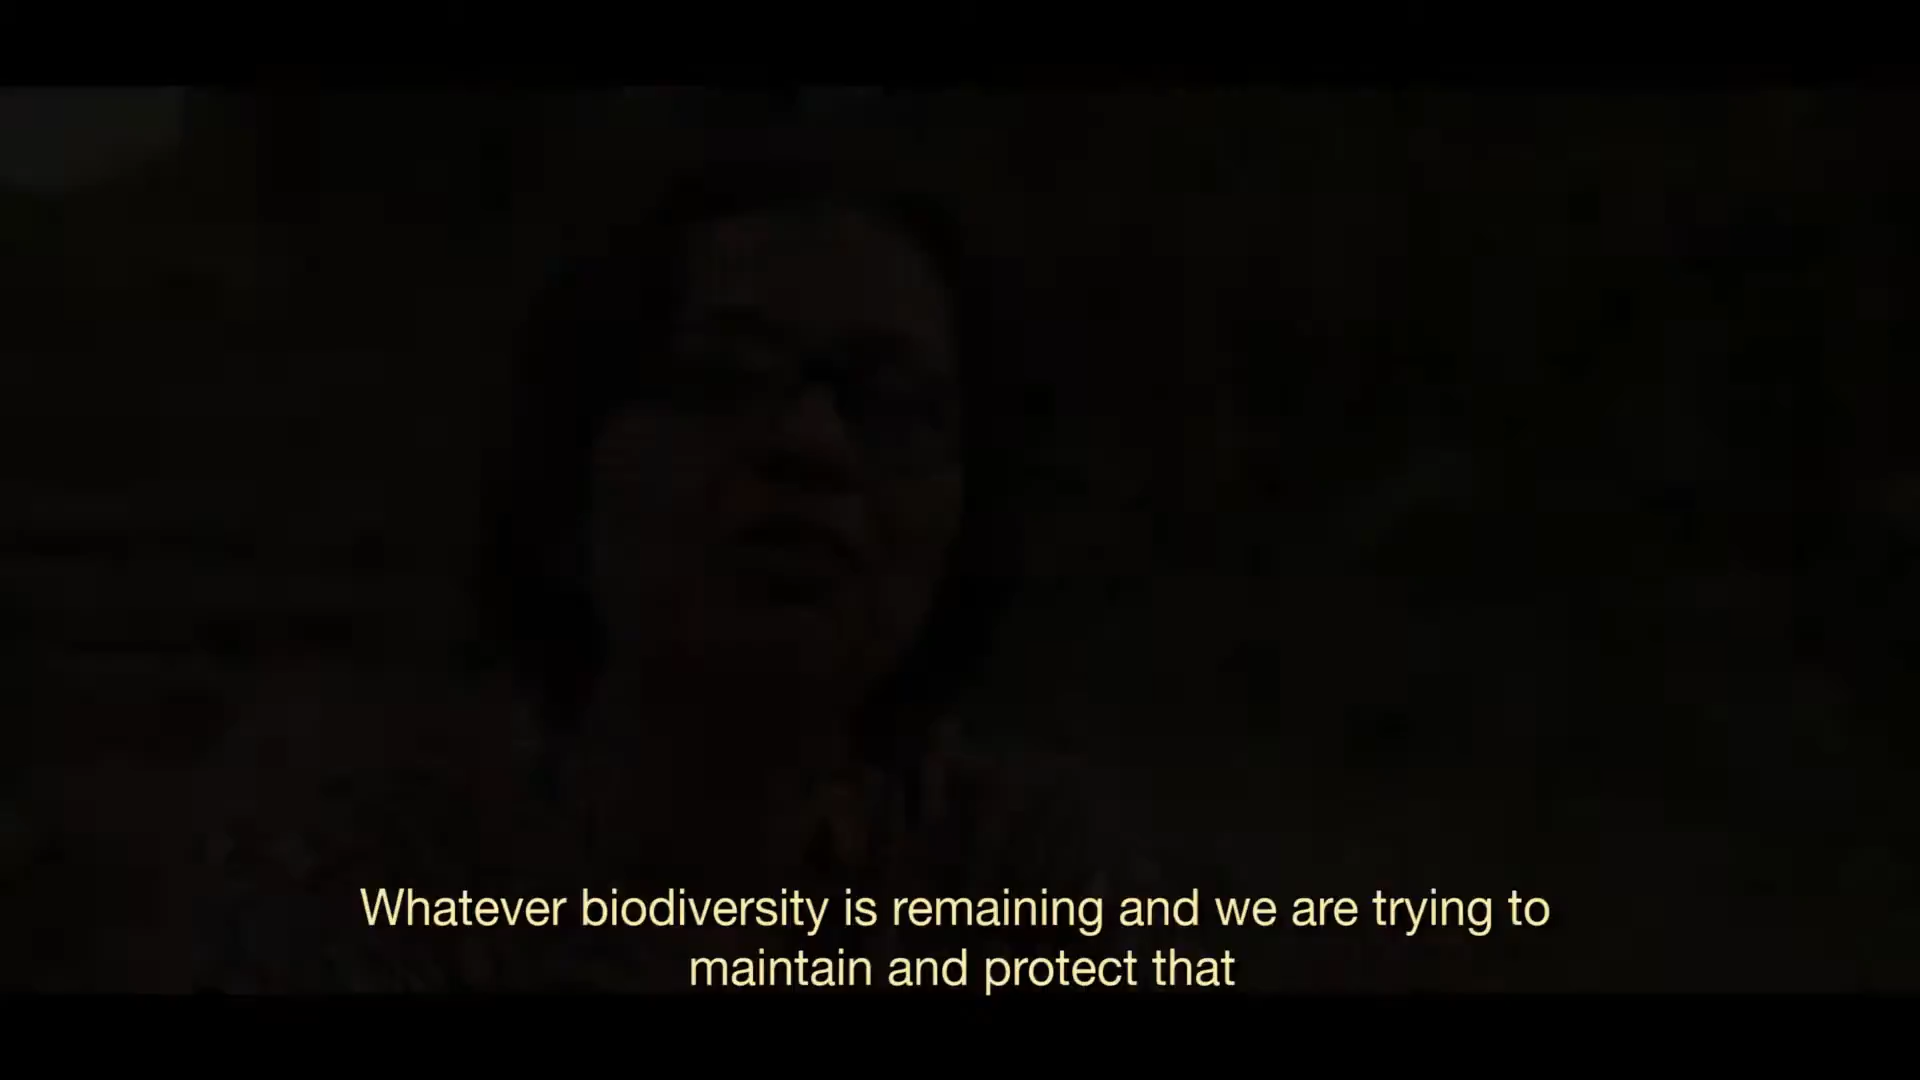 Whatever biodiversity is remaining and we are trying to
maintain and protect that